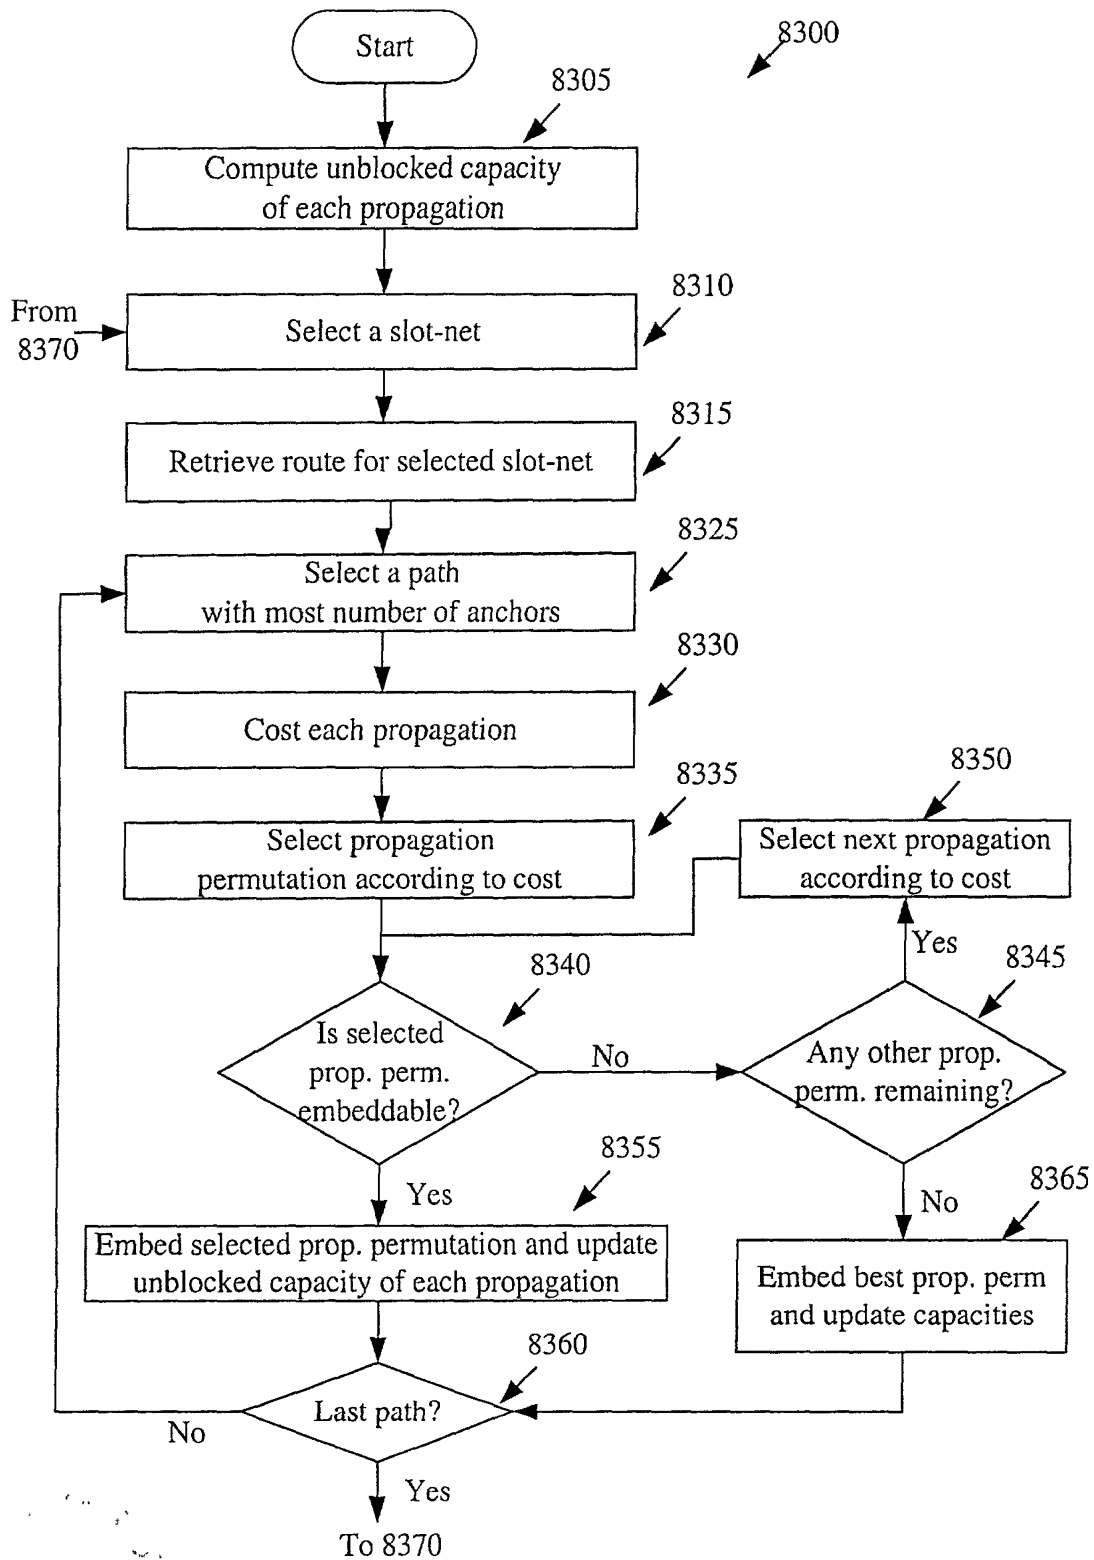 Start
8300
8305
Compute unblocked capacity
of each propagation
From
8370
8310
Select a slot-net
8315
Retrieve route for selected slot-net
8325
Select a path
with most number of anchors
8330
Cost each propagation
8335
Select propagation
permutation according to cost
8350
Select next propagation
according to cost
Yes
8340
Is selected
prop. perm.
embeddable?
No
8345
Any other prop.
perm. remaining?
Yes
8355
Embed selected prop. permutation and update
unblocked capacity of each propagation
No
8365
Embed best prop. perm
and update capacities
8360
Last path?
No
Yes
To 8370